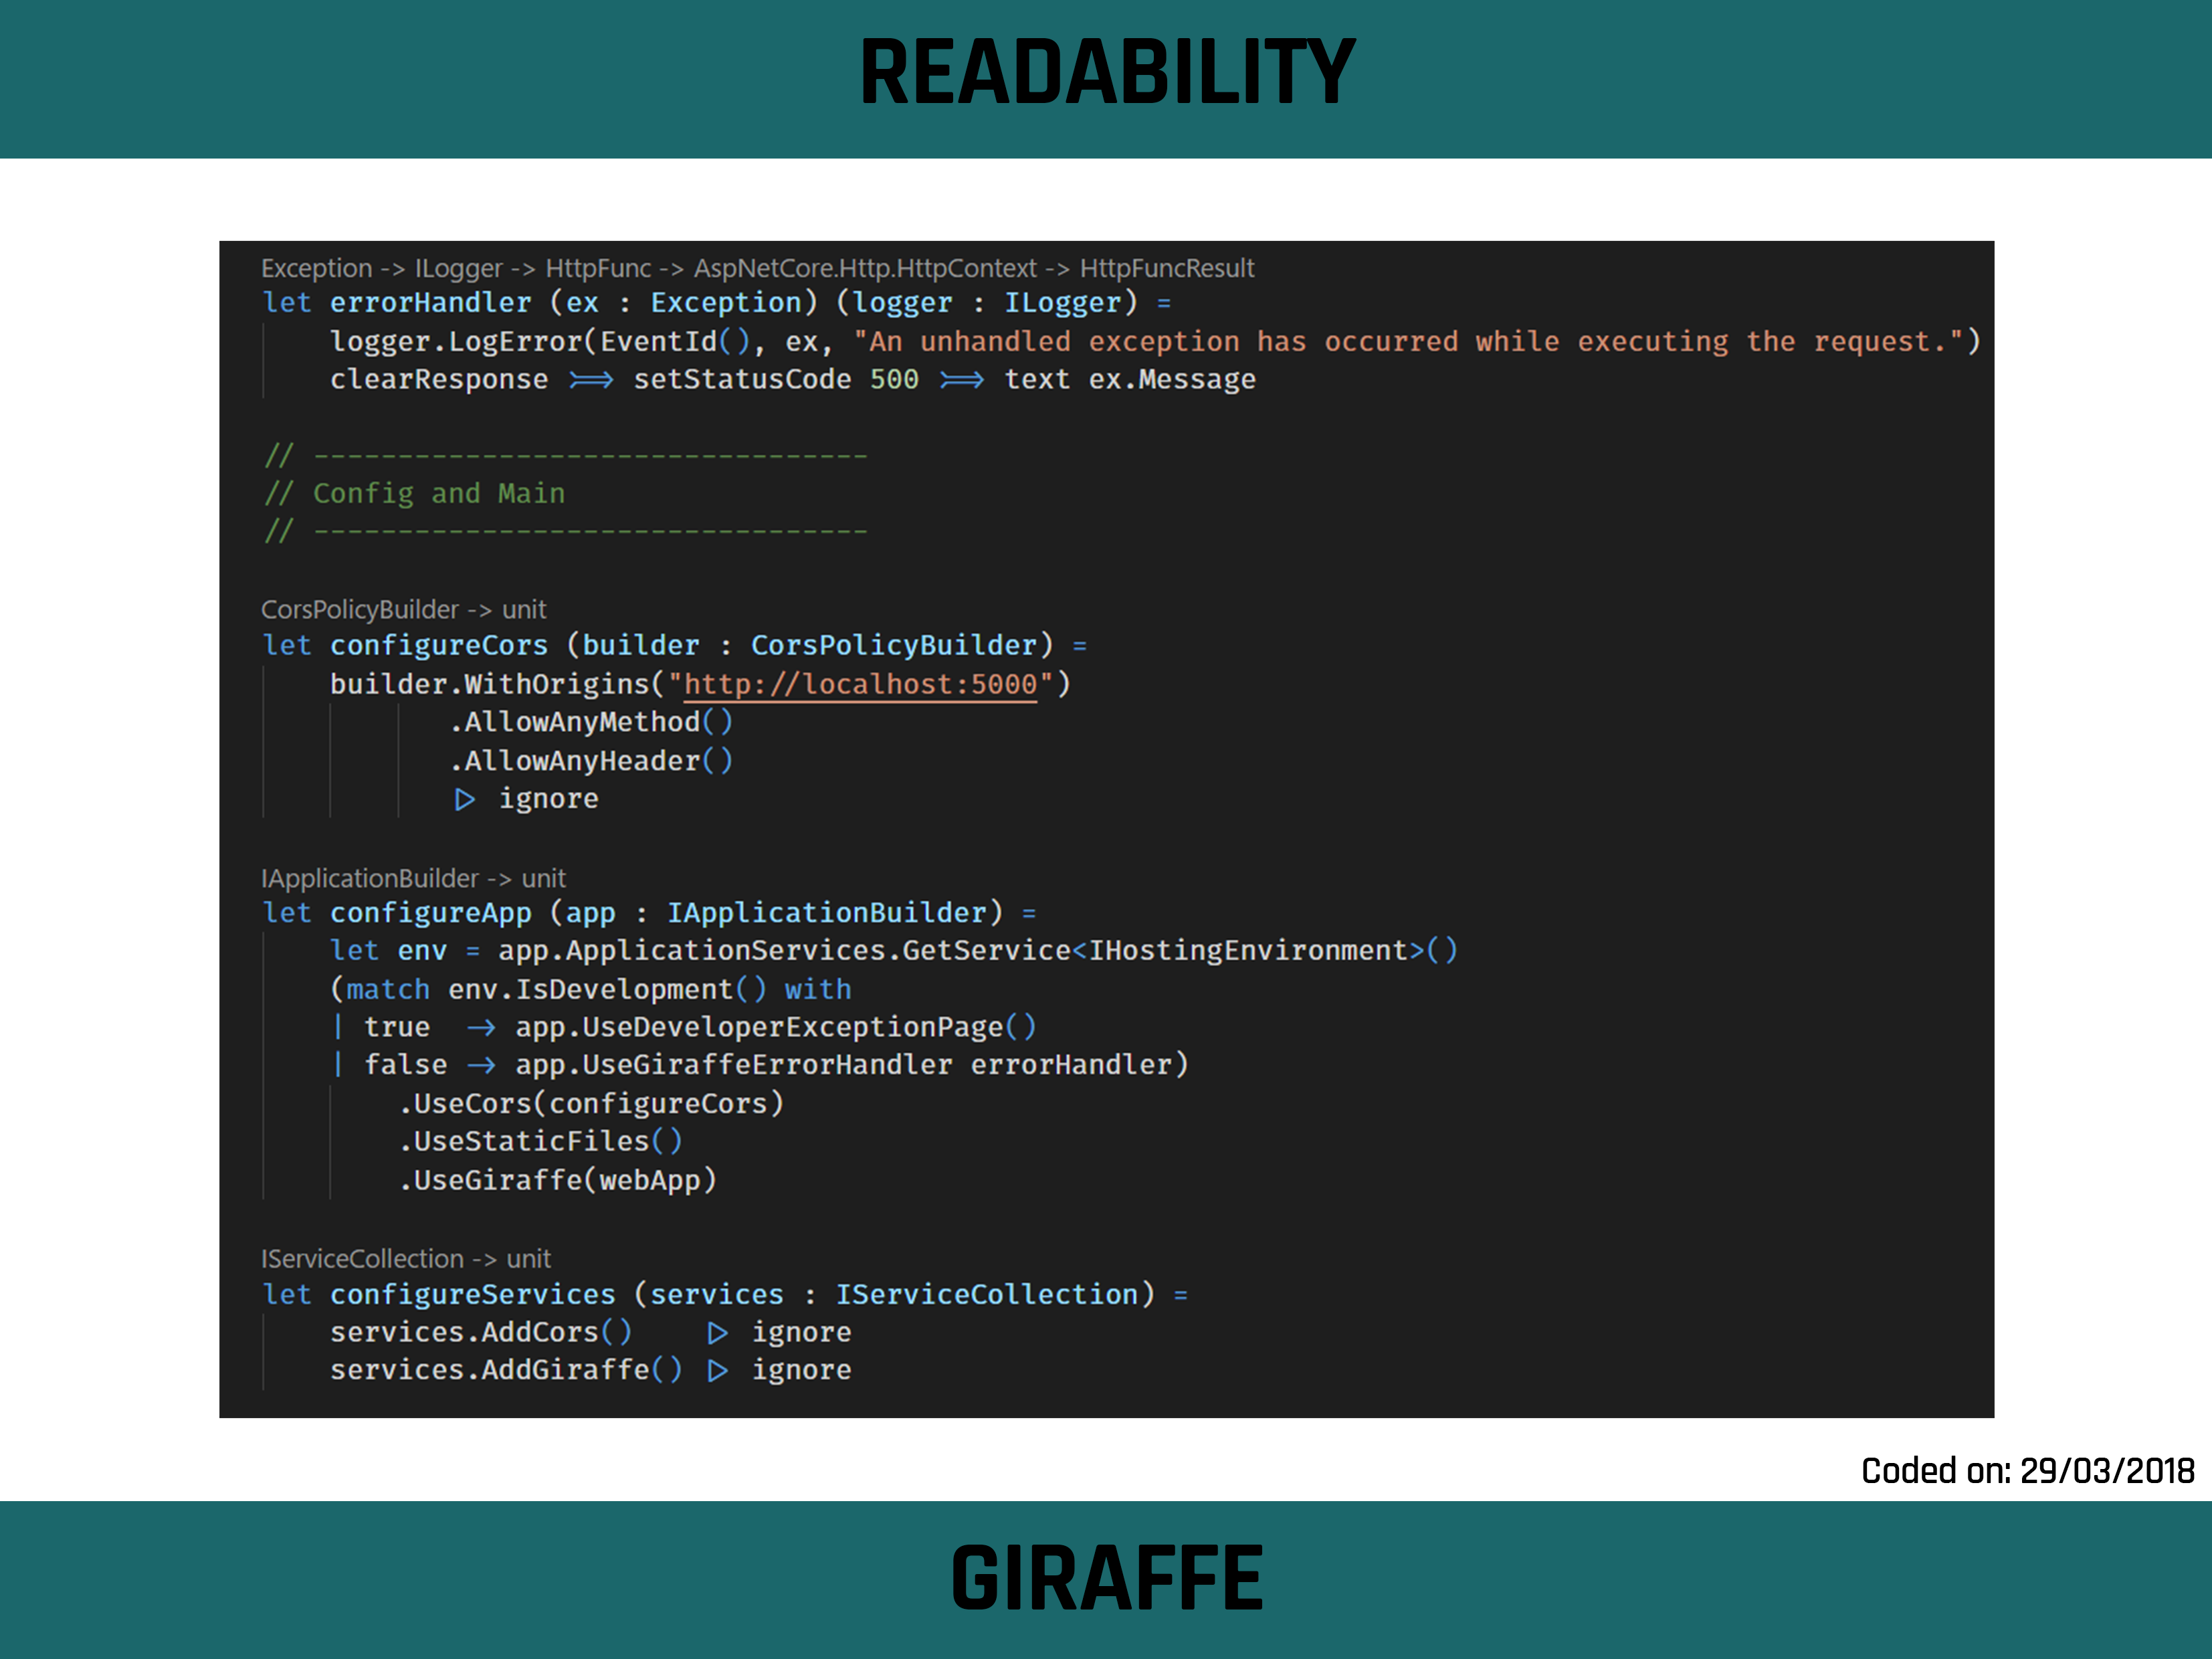 READABILITY
Exception -> ILogger -> HttpFunc -> AspNetCore.Http.HttpContext -> HttpFuncResult
let errorHandler (ex : Exception) (logger : ILogger) =
    logger.LogError(EventId(), ex, "An unhandled exception has occurred while executing the request.")
    clearResponse >=> setStatusCode 500 >=> text ex.Message
// ---------------------------------
// Config and Main
// ---------------------------------
CorsPolicyBuilder -> unit
let configureCors (builder : CorsPolicyBuilder) =
    builder.WithOrigins("http://localhost:5000")
           .AllowAnyMethod()
           .AllowAnyHeader()
           |> ignore
IApplicationBuilder -> unit
let configureApp (app : IApplicationBuilder) =
    let env = app.ApplicationServices.GetService<IHostingEnvironment>()
    (match env.IsDevelopment() with
    | true  -> app.UseDeveloperExceptionPage()
    | false -> app.UseGiraffeErrorHandler errorHandler)
        .UseCors(configureCors)
        .UseStaticFiles()
        .UseGiraffe(webApp)
IServiceCollection -> unit
let configureServices (services : IServiceCollection) =
    services.AddCors()    |> ignore
    services.AddGiraffe() |> ignore
Coded on: 29/03/2018
GIRAFFE